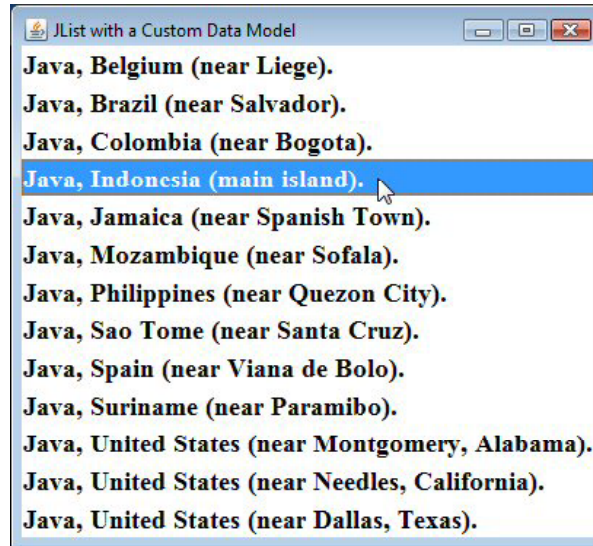 JList with a Custom Data Model
Java, Belgium (near Liege).
Java, Brazil (near Salvador).
Java, Colombia (near Bogota).
Java, Indonesia (main island).
Java, Jamaica (near Spanish Town).
Java, Mozambique (near Sofala).
Java, Philippines (near Quezon City).
Java, Sao Tome (near Santa Cruz).
Java, Spain (near Viana de Bolo).
Java, Suriname (near Paramibo).
Java, United States (near Montgomery, Alabama).
Java, United States (near Needles, California).
Java, United States (near Dallas, Texas).